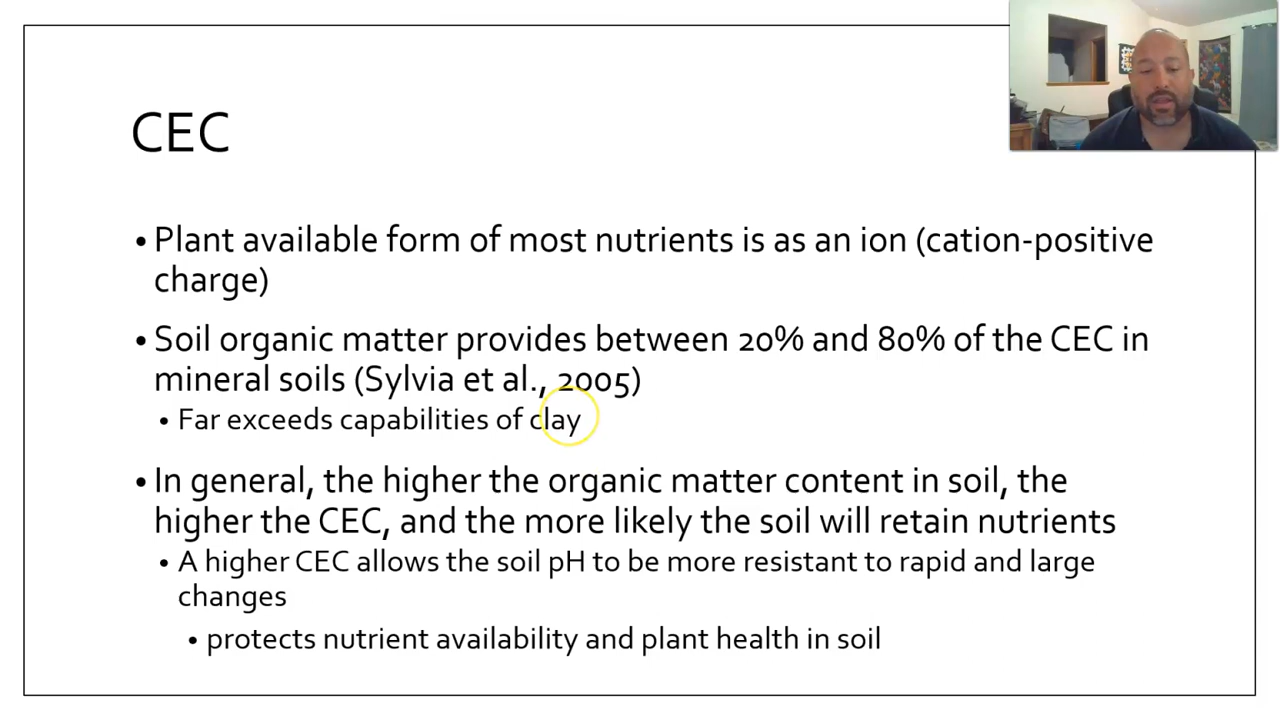 CEC
• Plant available form of most nutrients is as an ion (cation-positive
charge)
• Soil organic matter provides between 20% and 80% of the CEC in
mineral soils (Sylvia et al., 2005)
• Far exceeds capabilities of clay
• In general, the higher the organic matter content in soil, the
higher the CEC, and the more likely the soil will retain nutrients
• A higher CEC allows the soil pH to be more resistant to rapid and large
changes
• protects nutrient availability and plant health in soil